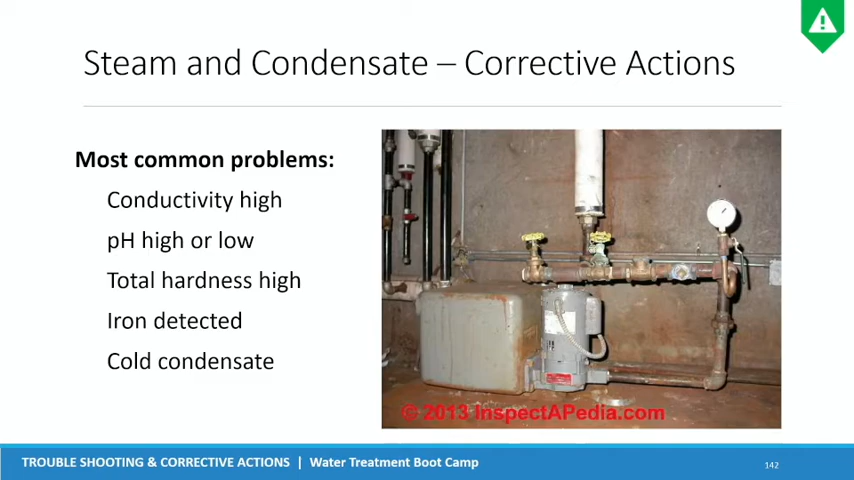 Steam and Condensate – Corrective Actions
Most common problems:
Conductivity high
pH high or low
Total hardness high
Iron detected
Cold condensate
© 2013 InspectAPedia.com
TROUBLE SHOOTING & CORRECTIVE ACTIONS | Water Treatment Boot Camp
142